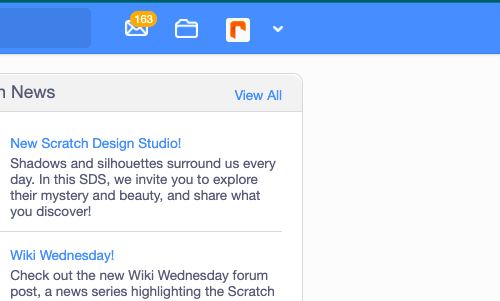 163
News
View All
New Scratch Design Studio!
Shadows and silhouettes surround us every
day. In this SDS, we invite you to explore
their mystery and beauty, and share what
you discover!
Wiki Wednesday!
Check out the new Wiki Wednesday forum
post, a news series highlighting the Scratch